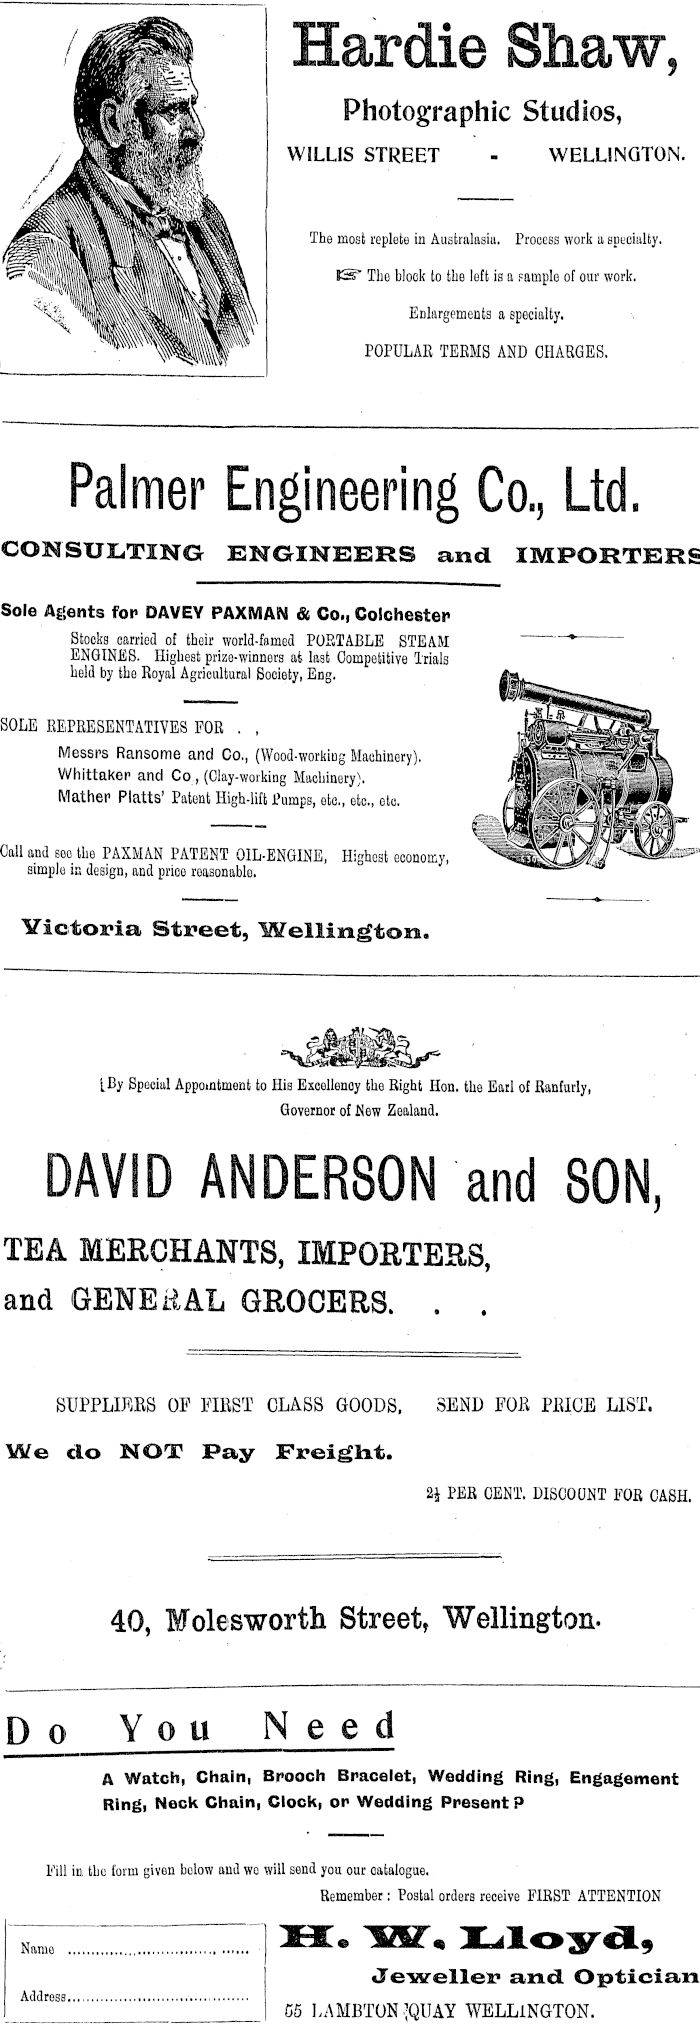 Hardie Shaw,
Photographic Studios,
WILLIS STREET - WELLINGTON.
The most replete in Australasia. Process work a specialty.
☞ The block to the left is a sample of our work.
Enlargements a specialty.
POPULAR TERMS AND CHARGES.
Palmer Engineering Co., Ltd.
CONSULTING ENGINEERS and IMPORTERS
Sole Agents for DAVEY PAXMAN & Co., Colchester
Stocks carried of their world-famed PORTABLE STEAM
ENGINES. Highest prize-winners at last Competitive Trials
held by the Royal Agricultural Society, Eng.
SOLE REPRESENTATIVES FOR . ,
Messrs Ransome and Co., (Wood-working Machinery).
Whittaker and Co., (Clay-working Machinery).
Mather Platts' Patent High-lift Pumps, etc., etc., etc.
Call and see the PAXMAN PATENT OIL-ENGINE, Highest economy,
simple in design, and price reasonable.
Victoria Street, Wellington.
By Special Appointment to His Excellency the Right Hon. the Earl of Ranfurly,
Governor of New Zealand.
DAVID ANDERSON and SON,
TEA MERCHANTS, IMPORTERS,
and GENERAL GROCERS. . .
SUPPLIERS OF FIRST CLASS GOODS, SEND FOR PRICE LIST.
We do NOT Pay Freight.
2½ PER CENT. DISCOUNT FOR CASH.
40, Molesworth Street, Wellington.
Do You Need
A Watch, Chain, Brooch Bracelet, Wedding Ring, Engagement
Ring, Neck Chain, Clock, or Wedding Present?
Fill in the form given below and we will send you our catalogue.
Remember: Postal orders receive FIRST ATTENTION
Name ........................................
Address........................................
H. W. Lloyd,
Jeweller and Optician
55 LAMBTON QUAY WELLINGTON.